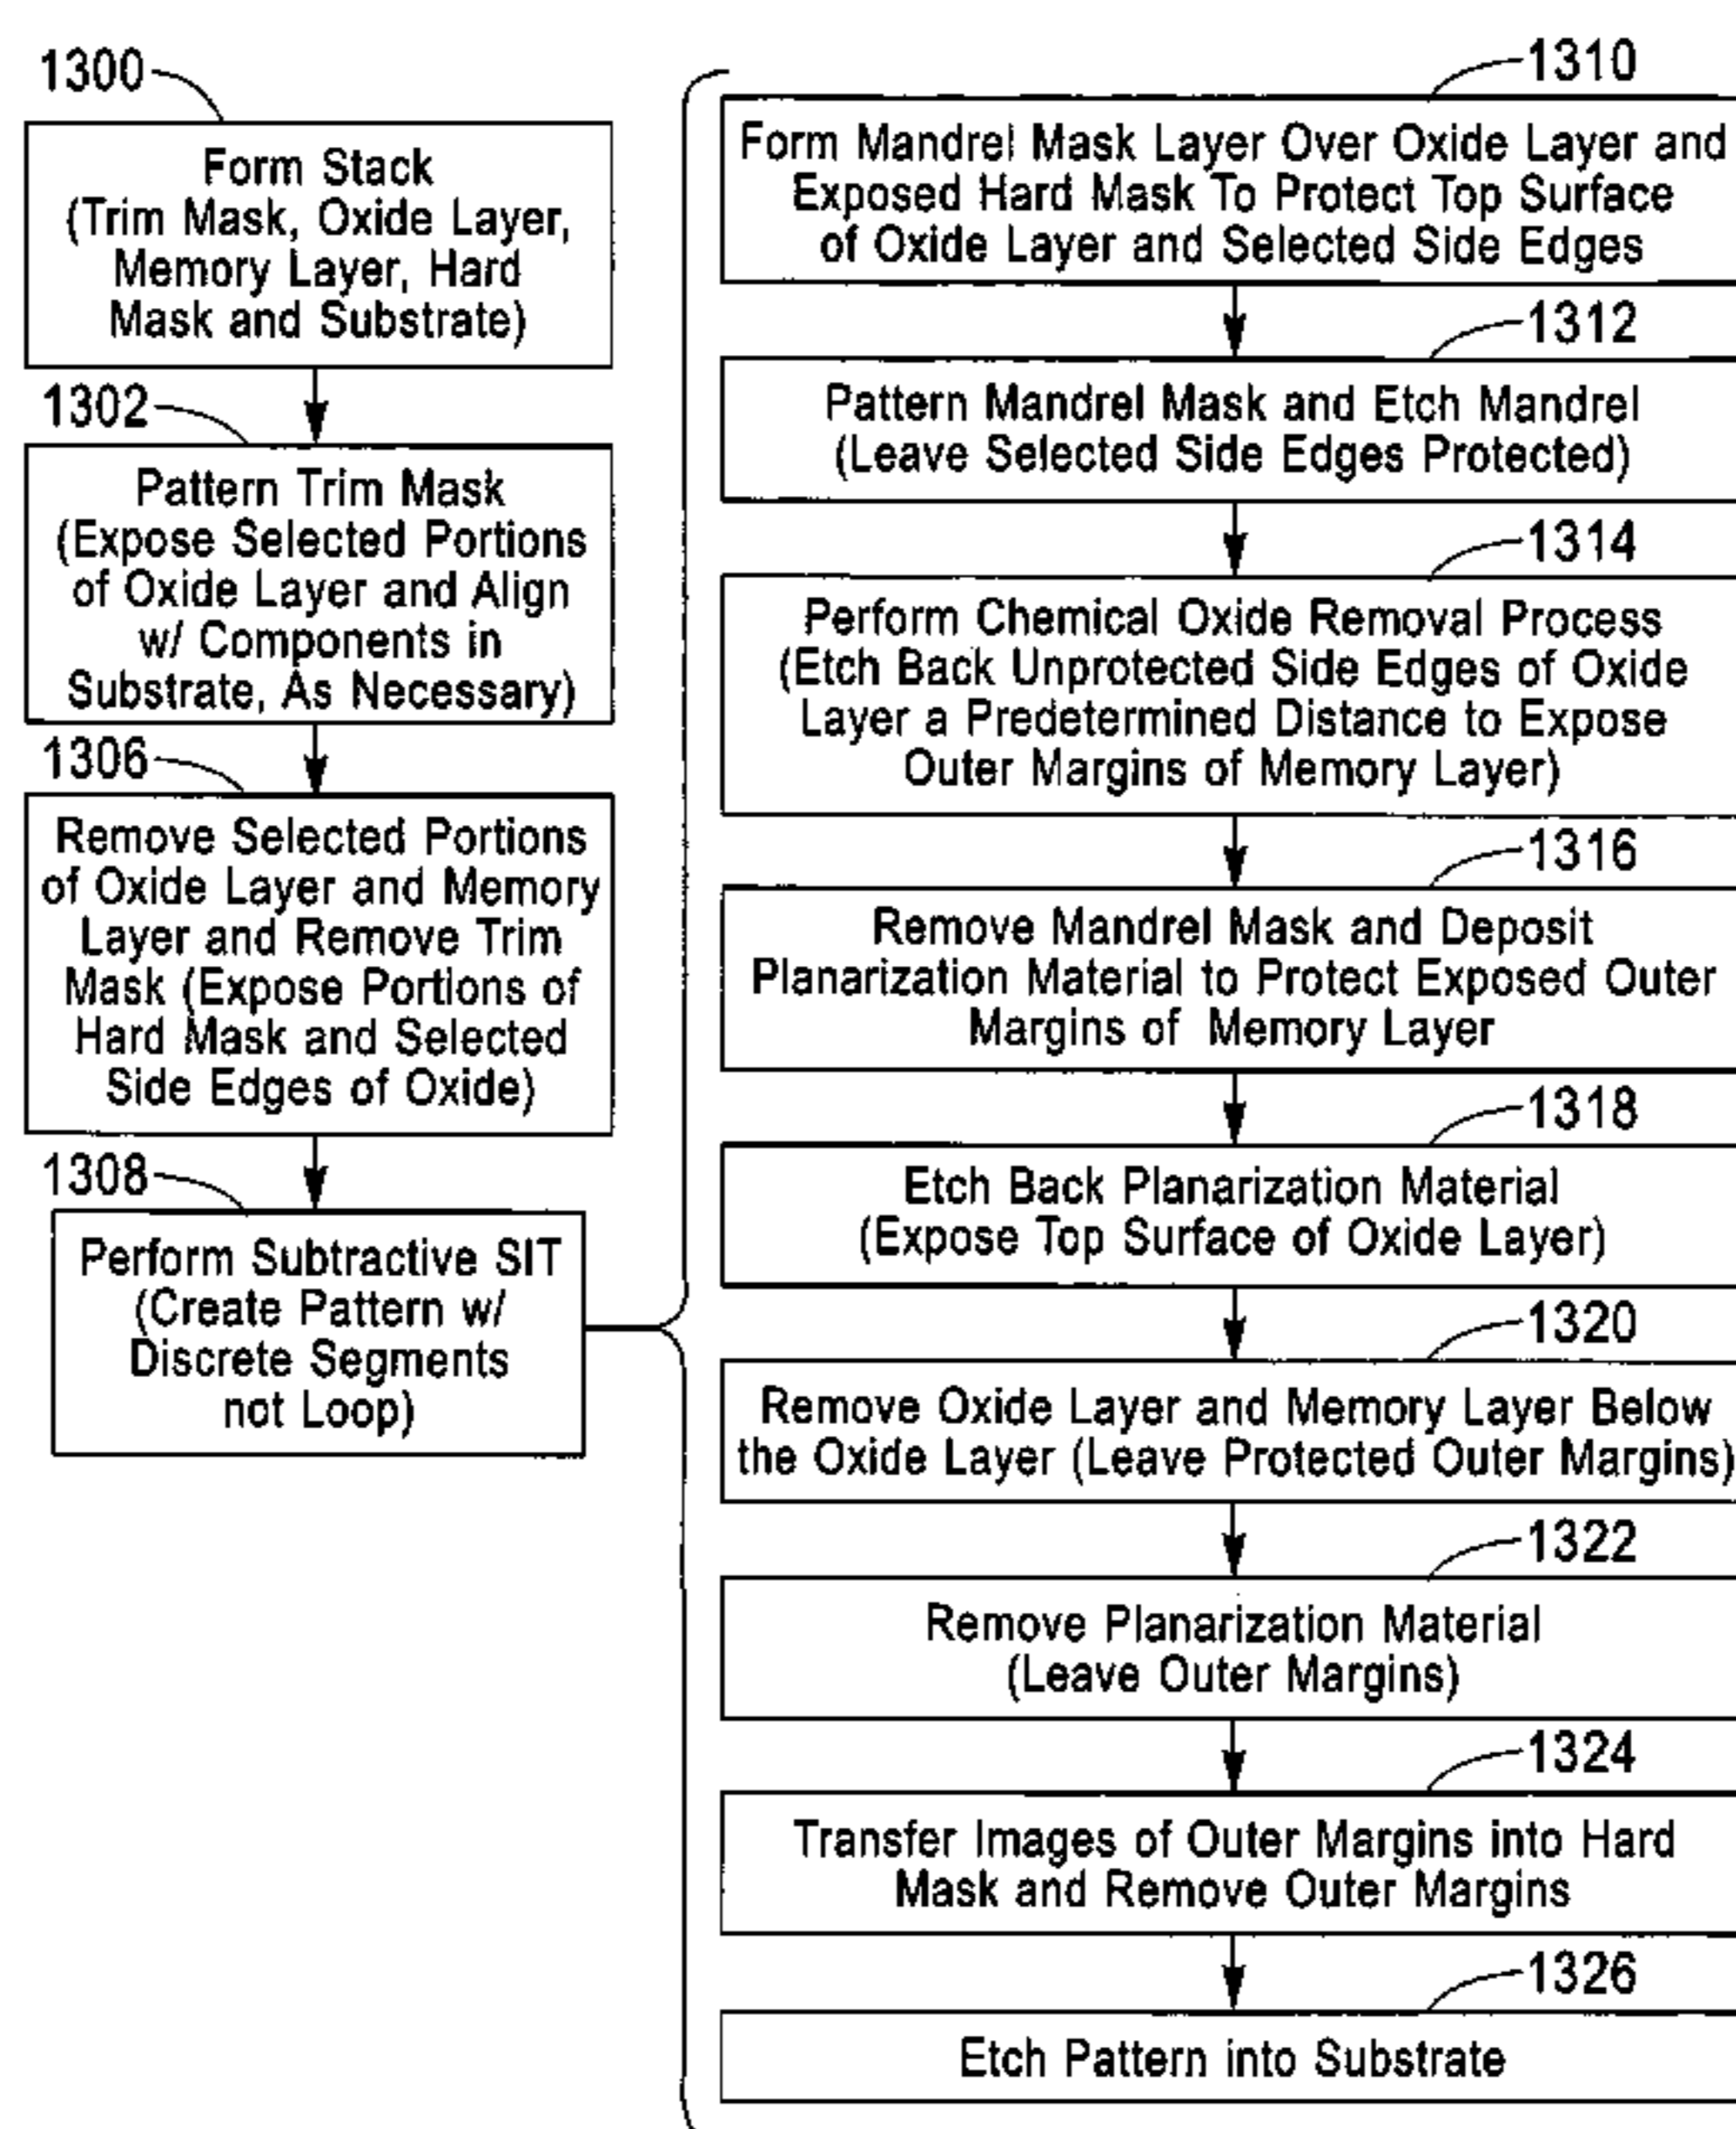 1300
Form Stack
(Trim Mask, Oxide Layer,
Memory Layer, Hard
Mask and Substrate)
1302
Pattern Trim Mask
(Expose Selected Portions
of Oxide Layer and Align
w/ Components in
Substrate, As Necessary)
1306
Remove Selected Portions
of Oxide Layer and Memory
Layer and Remove Trim
Mask (Expose Portions of
Hard Mask and Selected
Side Edges of Oxide)
1308
Perform Subtractive SIT
(Create Pattern w/
Discrete Segments
not Loop)
1310
Form Mandrel Mask Layer Over Oxide Layer and
Exposed Hard Mask To Protect Top Surface
of Oxide Layer and Selected Side Edges
1312
Pattern Mandrel Mask and Etch Mandrel
(Leave Selected Side Edges Protected)
1314
Perform Chemical Oxide Removal Process
(Etch Back Unprotected Side Edges of Oxide
Layer a Predetermined Distance to Expose
Outer Margins of Memory Layer)
1316
Remove Mandrel Mask and Deposit
Planarization Material to Protect Exposed Outer
Margins of Memory Layer
1318
Etch Back Planarization Material
(Expose Top Surface of Oxide Layer)
1320
Remove Oxide Layer and Memory Layer Below
the Oxide Layer (Leave Protected Outer Margins)
1322
Remove Planarization Material
(Leave Outer Margins)
1324
Transfer Images of Outer Margins into Hard
Mask and Remove Outer Margins
1326
Etch Pattern into Substrate